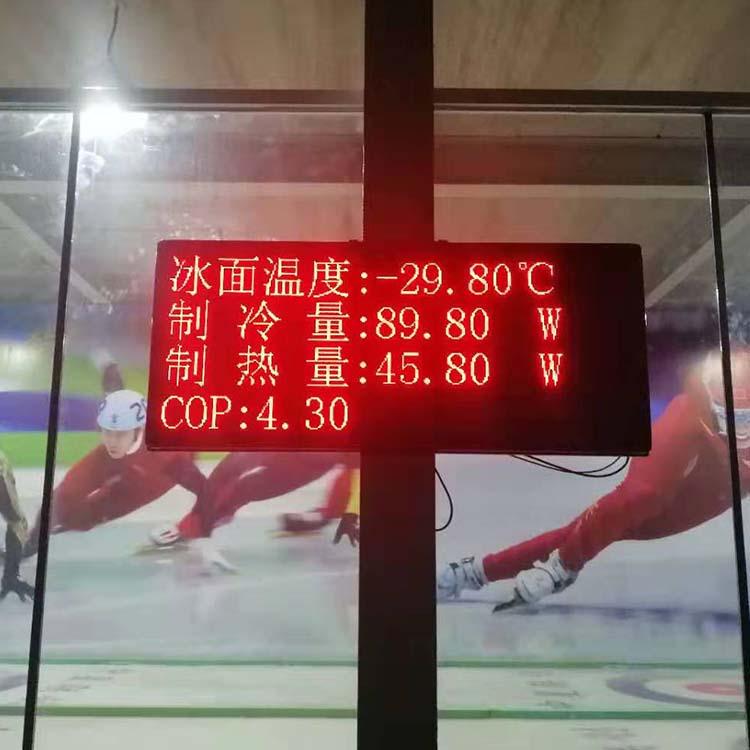 冰面温度:-29.80℃
制 冷 量:89.80 W
制 热 量:45.80 W
COP:4.30